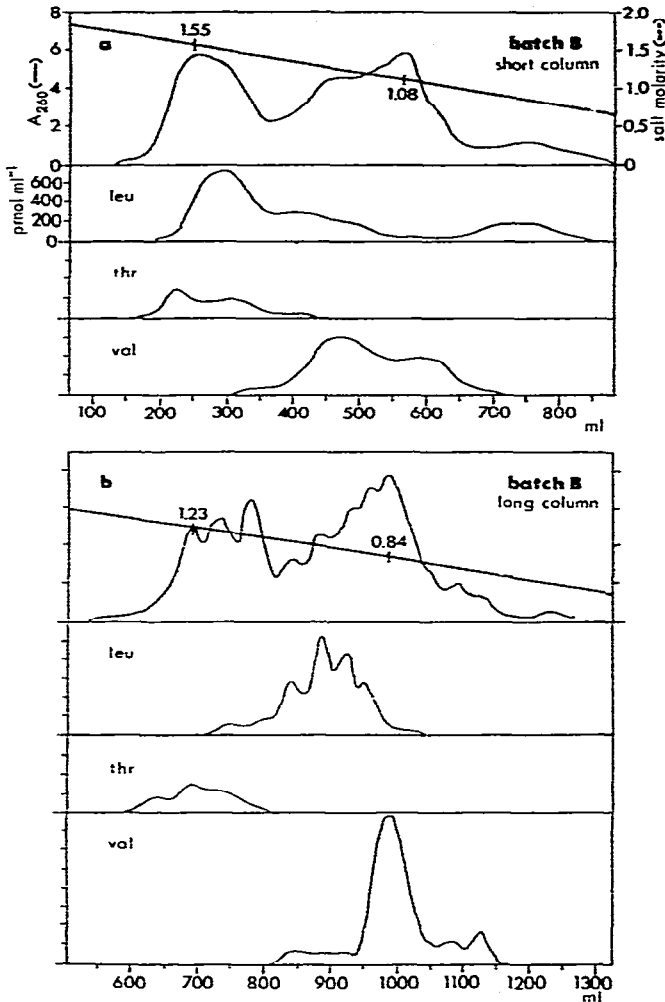 8
6
4
2
0
A260 (—)
a
1.55
1.08
batch B
short column
2.0
1.5
1.0
0.5
0
salt molarity (•••)
600
400
200
0
pmol ml⁻¹
leu
thr
val
100 200 300 400 500 600 700 800
ml
b
1.23
0.84
batch B
long column
leu
thr
val
600 700 800 900 1000 1100 1200 1300
ml